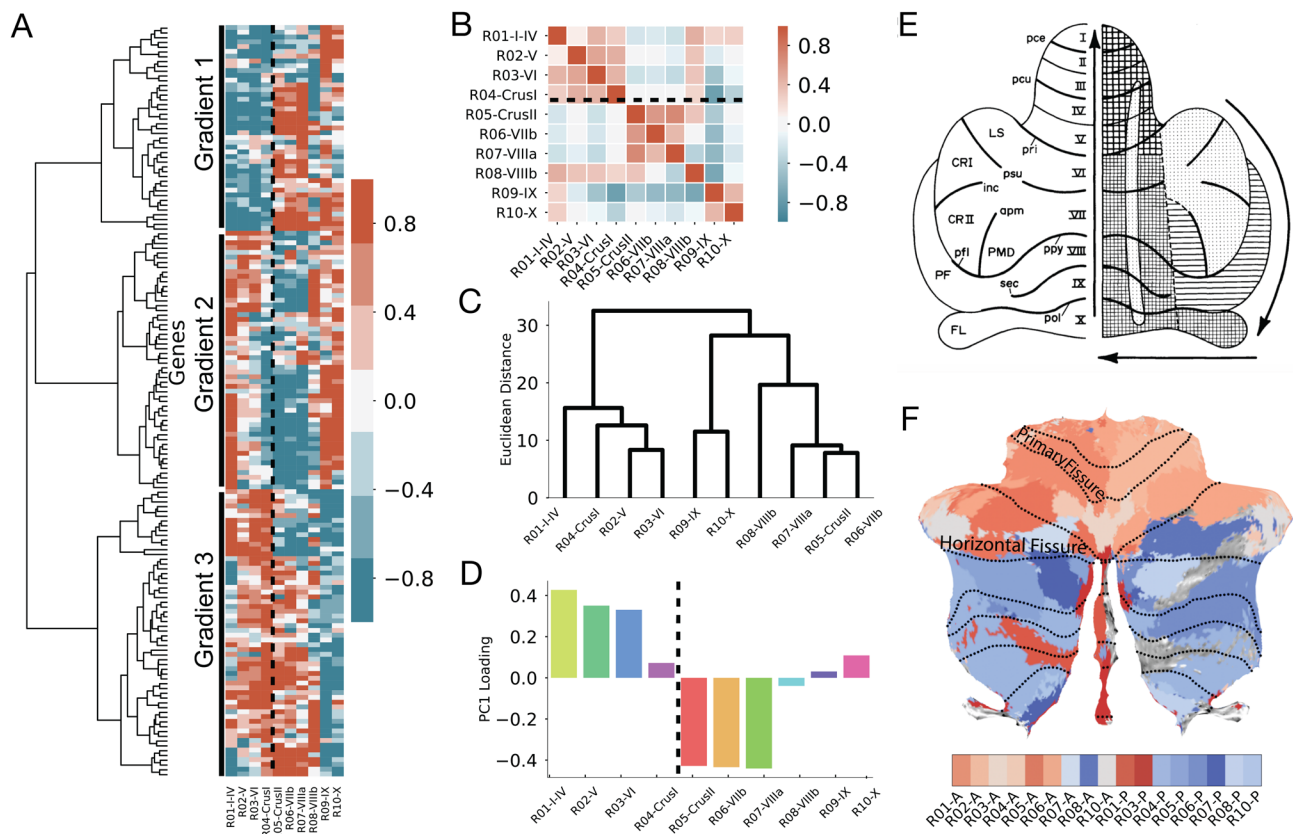 A
Genes
Gradient 1
Gradient 2
Gradient 3
0.8
0.4
0.0
−0.4
−0.8
R01-I-IV
R02-V
R03-VI
R04-CrusI
05-CrusII
R06-VIIb
R07-VIIIa
R08-VIIIb
R09-IX
R10-X
B
R01-I-IV
R02-V
R03-VI
R04-CrusI
R05-CrusII
R06-VIIb
R07-VIIIa
R08-VIIIb
R09-IX
R10-X
R01-I-IV
R02-V
R03-VI
R04-CrusI
R05-CrusII
R06-VIIb
R07-VIIIa
R08-VIIIb
R09-IX
R10-X
0.8
0.4
0.0
−0.4
−0.8
C
Euclidean Distance
30
20
10
0
R01-I-IV
R04-CrusI
R02-V
R03-VI
R09-IX
R10-X
R08-VIIIb
R07-VIIIa
R05-CrusII
R06-VIIb
D
PC1 Loading
0.4
0.2
0.0
−0.2
−0.4
R01-I-IV
R02-V
R03-VI
R04-CrusI
R05-CrusII
R06-VIIb
R07-VIIIa
R08-VIIIb
R09-IX
R10-X
E
pce
I
II
pcu
III
IV
LS
pri
V
CRI
psu
VI
inc
CR II
apm
VII
pfl
PMD
ppy
VIII
PF
sec
IX
pol
X
FL
F
Primary Fissure
Horizontal Fissure
R01-A
R02-A
R03-A
R04-A
R05-A
R06-A
R07-A
R08-A
R10-A
R01-P
R03-P
R04-P
R05-P
R06-P
R07-P
R08-P
R10-P